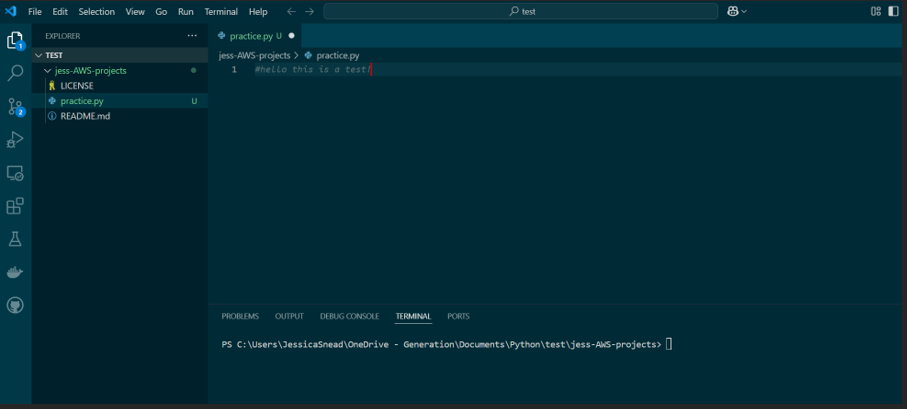 File Edit Selection View Go Run Terminal Help
test
EXPLORER
practice.py U
TEST
jess-AWS-projects > practice.py
jess-AWS-projects
1 #hello this is a test!
LICENSE
practice.py U
README.md
1
2
PROBLEMS OUTPUT DEBUG CONSOLE TERMINAL PORTS
PS C:\Users\JessicaSnead\OneDrive - Generation\Documents\Python\test\jess-AWS-projects>